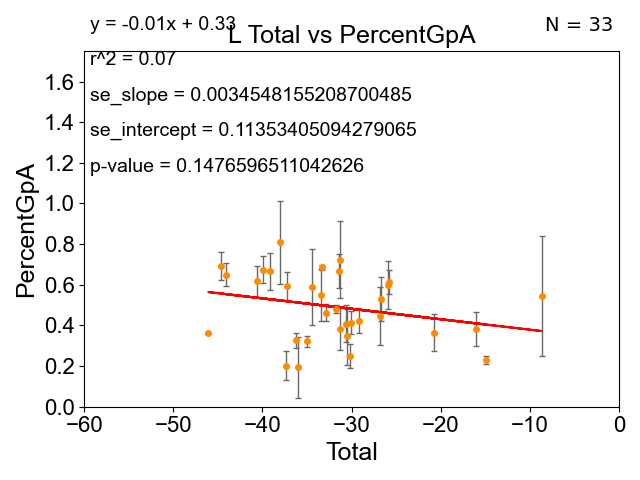 y = -0.01x + 0.33
N = 33
L Total vs PercentGpA
r^2 = 0.07
se_slope = 0.0034548155208700485
se_intercept = 0.11353405094279065
p-value = 0.1476596511042626
1.6
1.4
1.2
1.0
0.8
0.6
0.4
0.2
0.0
PercentGpA
−60
−50
−40
−30
−20
−10
0
Total